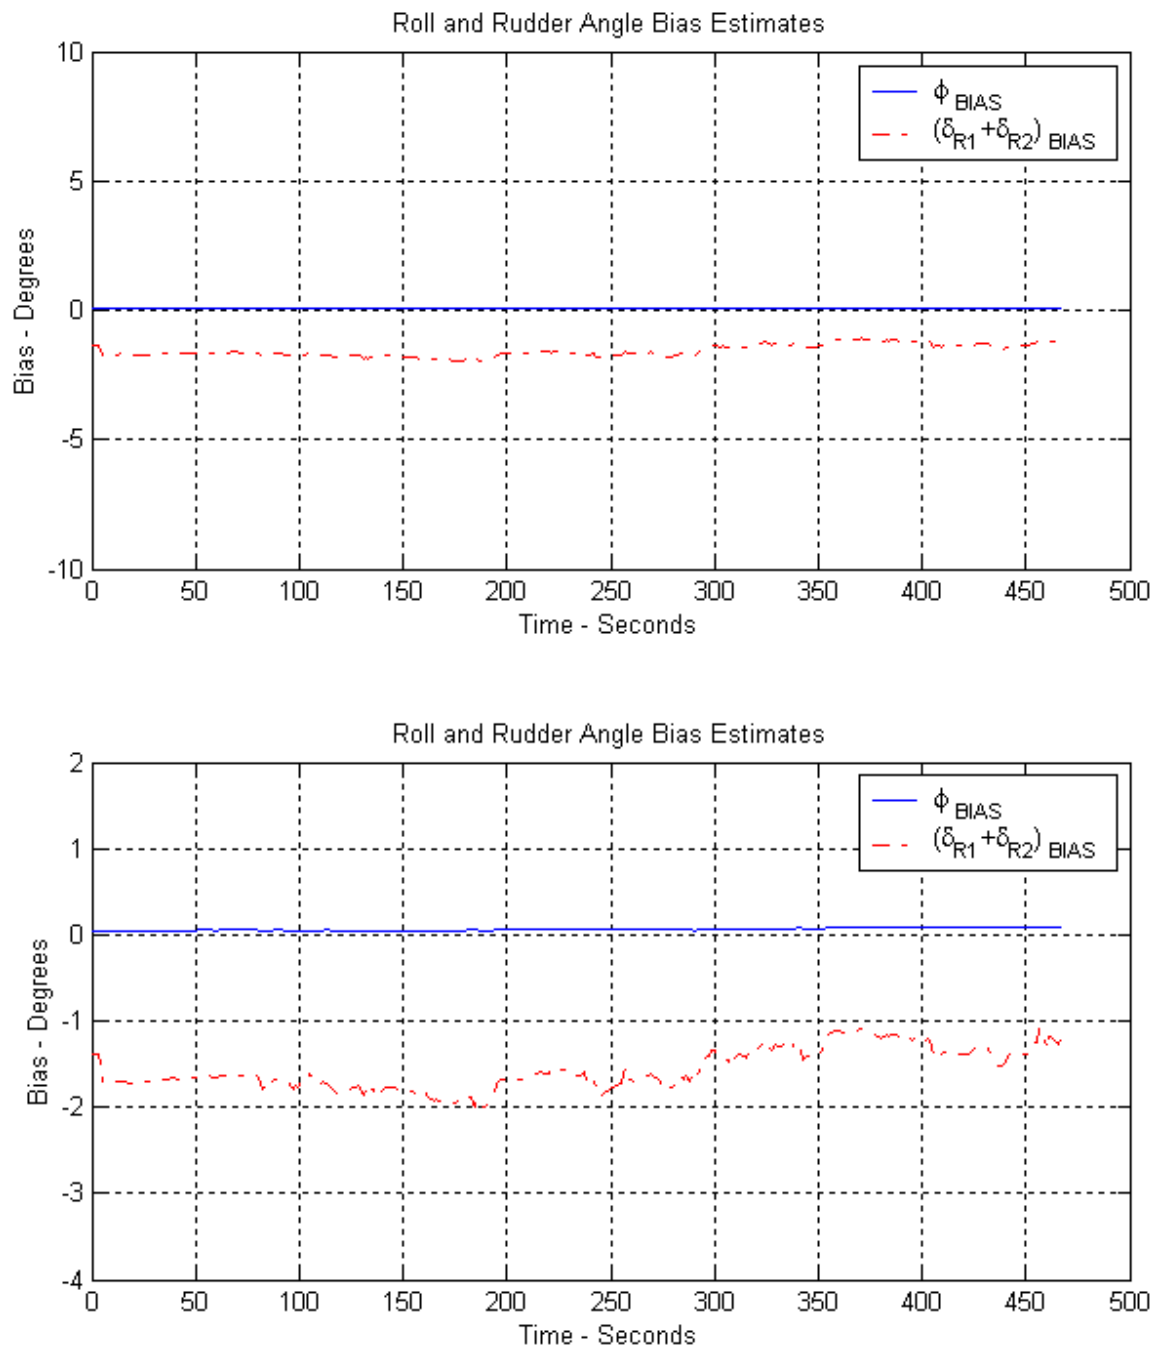 Roll and Rudder Angle Bias Estimates
10
5
0
-5
-10
Bias - Degrees
ϕ BIAS
(δR1+δR2) BIAS
0 50 100 150 200 250 300 350 400 450 500
Time - Seconds
Roll and Rudder Angle Bias Estimates
2
1
0
-1
-2
-3
-4
Bias - Degrees
ϕ BIAS
(δR1+δR2) BIAS
0 50 100 150 200 250 300 350 400 450 500
Time - Seconds